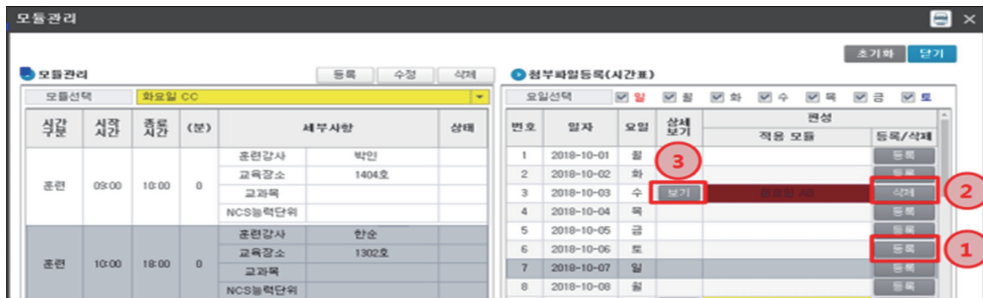 모듈관리
초기화 닫기
모듈관리 등록 수정 삭제
모듈선택 화요일 CC
시간구분 시작시간 종료시간 (분) 세부사항 상태
훈련 09:00 10:00 0
훈련강사 박인
교육장소 1404호
교과목
NCS능력단위
훈련 10:00 18:00 0
훈련강사 한순
교육장소 1302호
교과목
NCS능력단위
첨부파일등록(시간표)
요일선택 일 월 화 수 목 금 토
번호 일자 요일 상세보기 편성
적용 모듈 등록/삭제
1 2018-10-01 월 등록
2 2018-10-02 화 등록
3 2018-10-03 수 보기 삭제
4 2018-10-04 목 등록
5 2018-10-05 금 등록
6 2018-10-06 토 등록
7 2018-10-07 일 등록
8 2018-10-08 월 등록
3
2
1